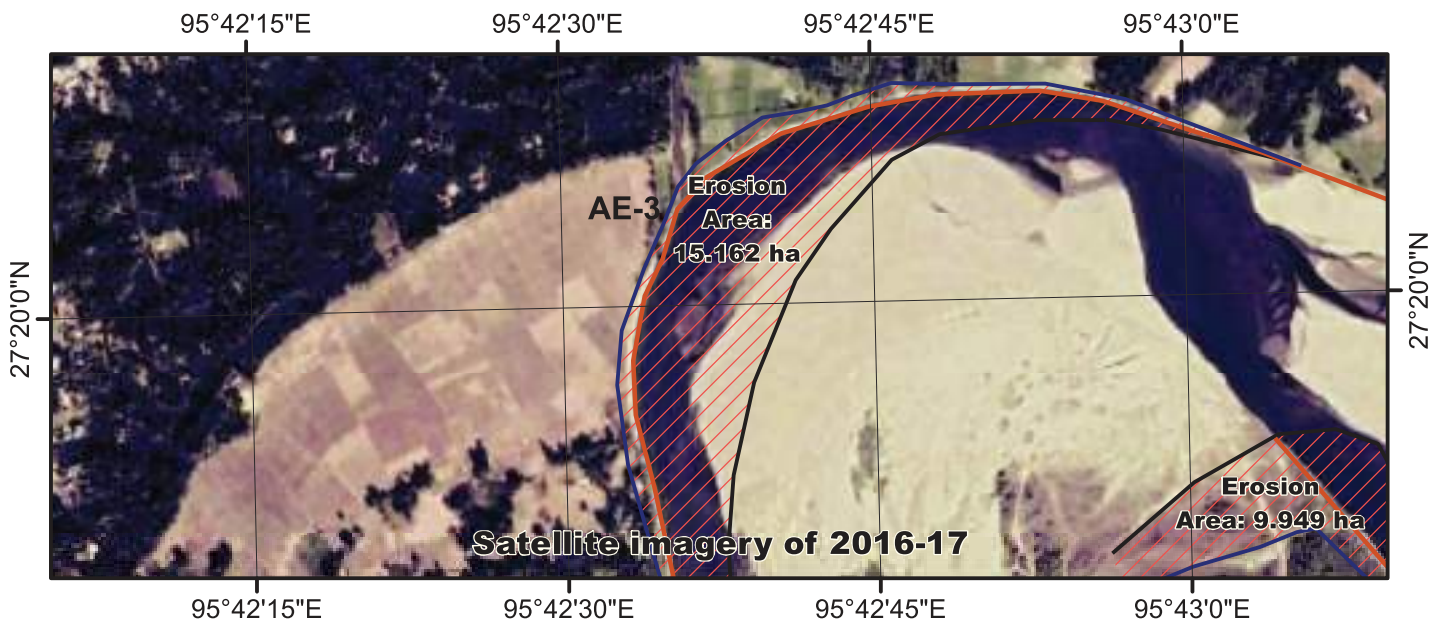 95°42'15"E 95°42'30"E 95°42'45"E 95°43'0"E
27°20'0"N
27°20'0"N
AE-3
Erosion
Area:
15.162 ha
Erosion
Area: 9.949 ha
Satellite imagery of 2016-17
95°42'15"E 95°42'30"E 95°42'45"E 95°43'0"E